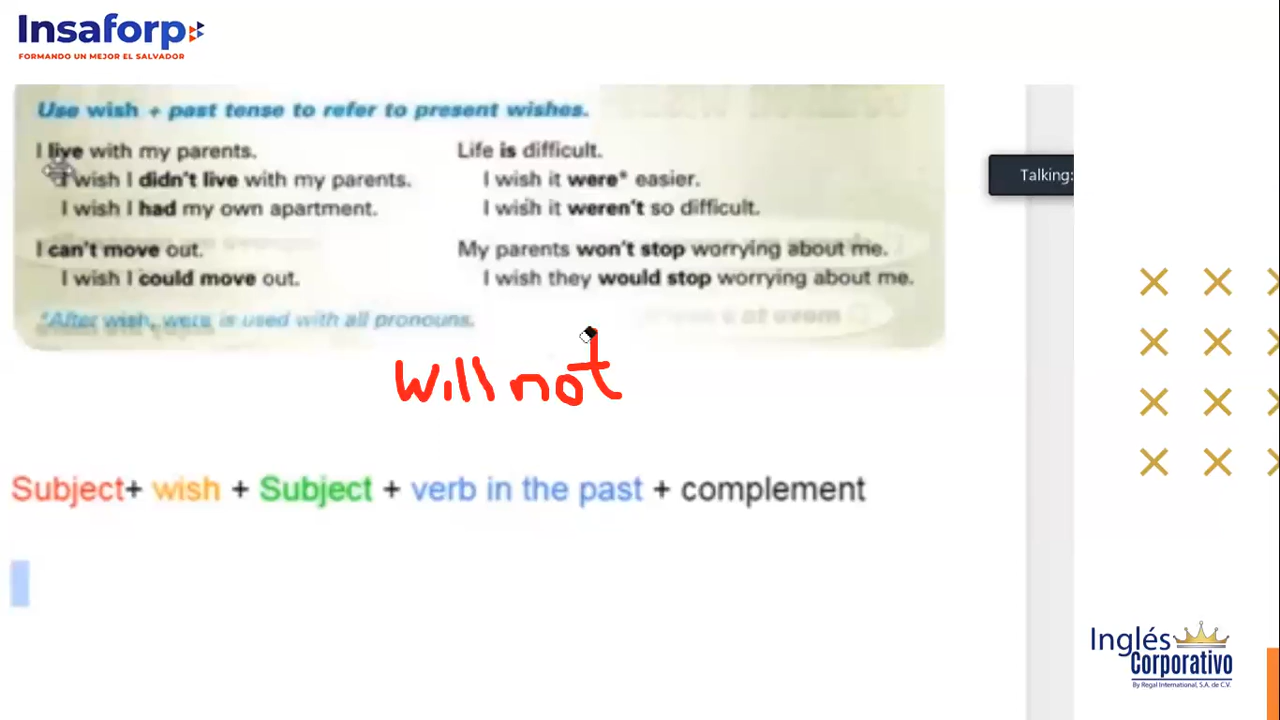 Insaforp
FORMANDO UN MEJOR EL SALVADOR
Use wish + past tense to refer to present wishes.
I live with my parents.
I wish I didn't live with my parents.
I wish I had my own apartment.
I can't move out.
I wish I could move out.
Life is difficult.
I wish it were* easier.
I wish it weren't so difficult.
My parents won't stop worrying about me.
I wish they would stop worrying about me.
*After wish, were is used with all pronouns.
Talking:
will not
Subject+ wish + Subject + verb in the past + complement
Inglés
Corporativo
By Regal International, S.A. de C.V.